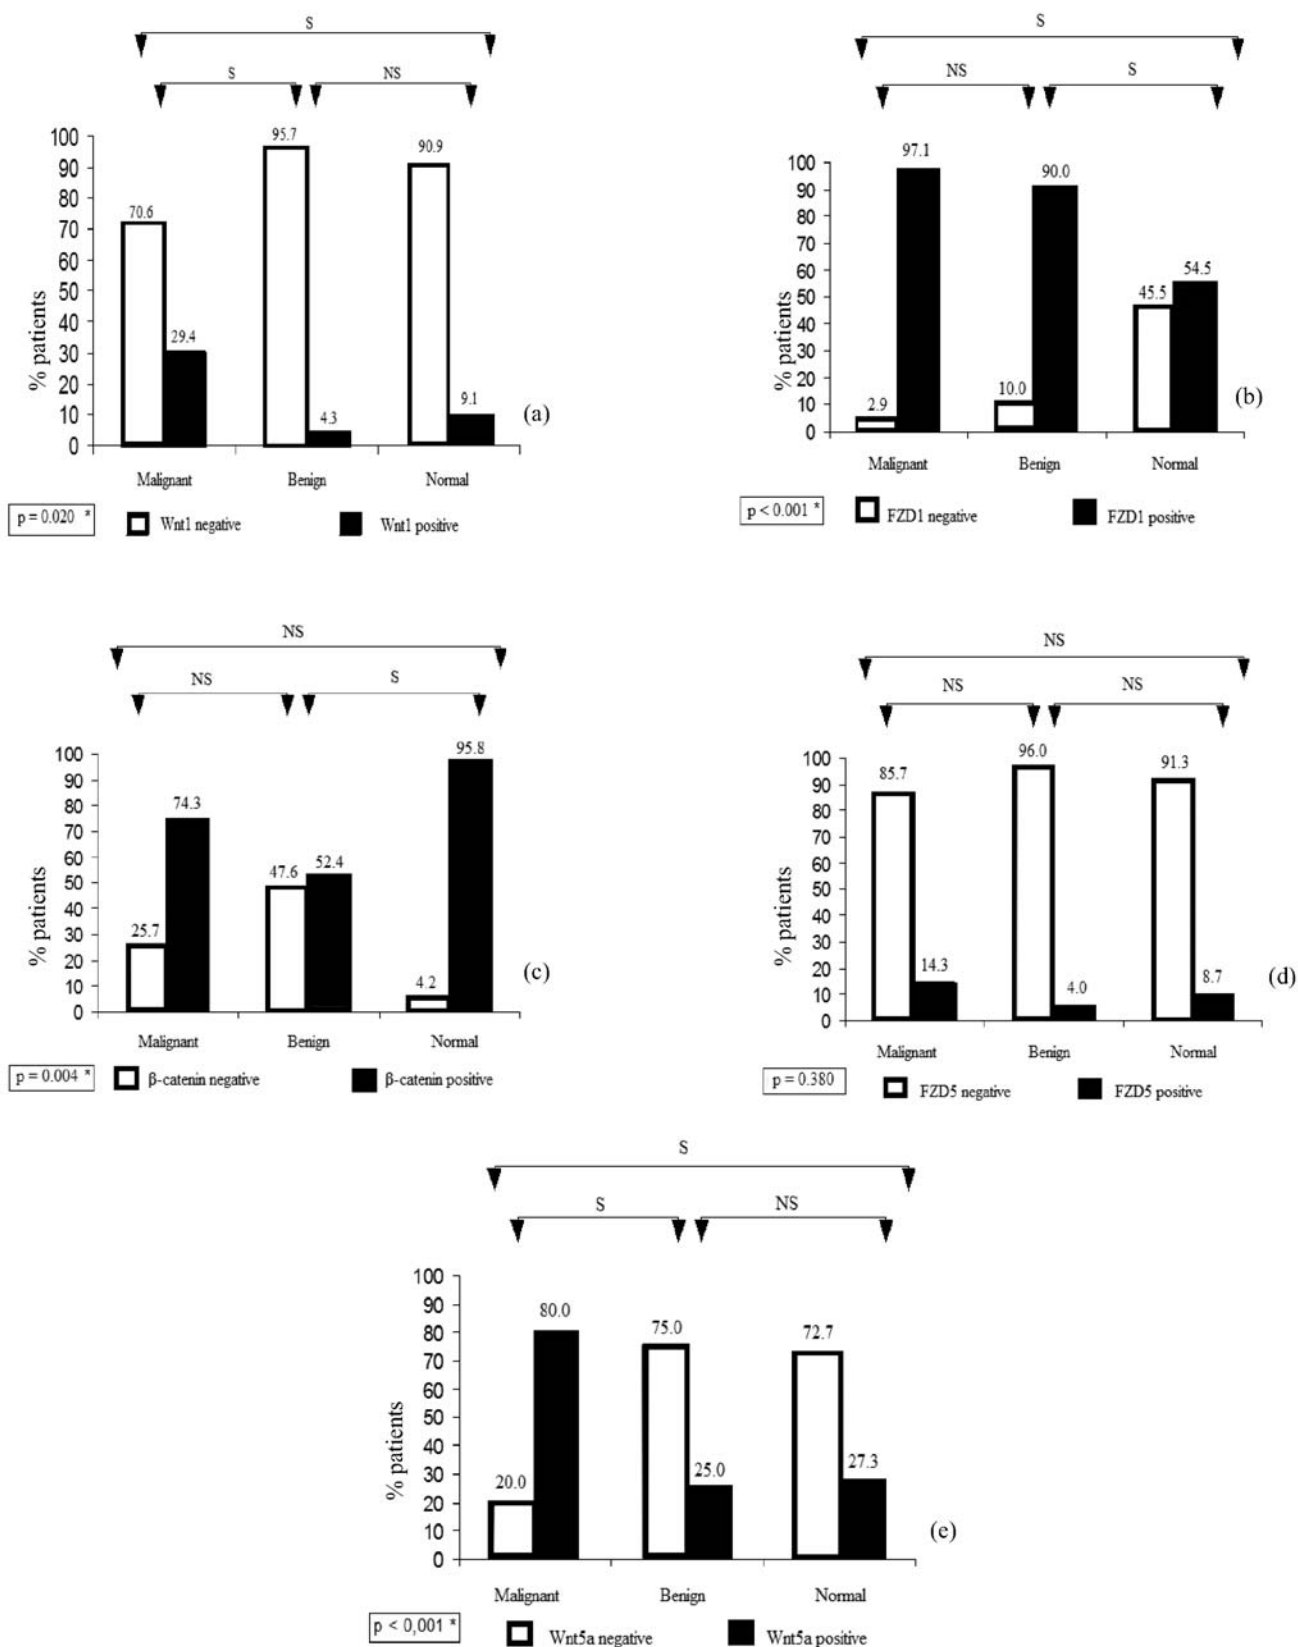 S
S NS
100
90
80
70
60
50
40
30
20
10
0
% patients
70.6
29.4
95.7
4.3
90.9
9.1
(a)
Malignant Benign Normal
p = 0.020 * Wnt1 negative Wnt1 positive
S
NS S
100
90
80
70
60
50
40
30
20
10
0
% patients
2.9
97.1
10.0
90.0
45.5
54.5
(b)
Malignant Benign Normal
p < 0.001 * FZD1 negative FZD1 positive
NS
NS S
100
90
80
70
60
50
40
30
20
10
0
% patients
25.7
74.3
47.6
52.4
4.2
95.8
(c)
Malignant Benign Normal
p = 0.004 * β-catenin negative β-catenin positive
NS
NS NS
100
90
80
70
60
50
40
30
20
10
0
% patients
85.7
14.3
96.0
4.0
91.3
8.7
(d)
Malignant Benign Normal
p = 0.380 FZD5 negative FZD5 positive
S
S NS
100
90
80
70
60
50
40
30
20
10
0
% patients
20.0
80.0
75.0
25.0
72.7
27.3
(e)
Malignant Benign Normal
p < 0,001 * Wnt5a negative Wnt5a positive